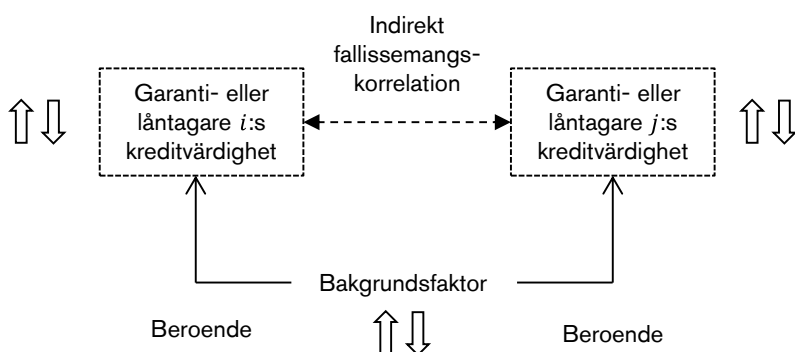 Indirekt
fallissemangs-
korrelation
Garanti- eller
låntagare i:s
kreditvärdighet
Garanti- eller
låntagare j:s
kreditvärdighet
Bakgrundsfaktor
Beroende
Beroende